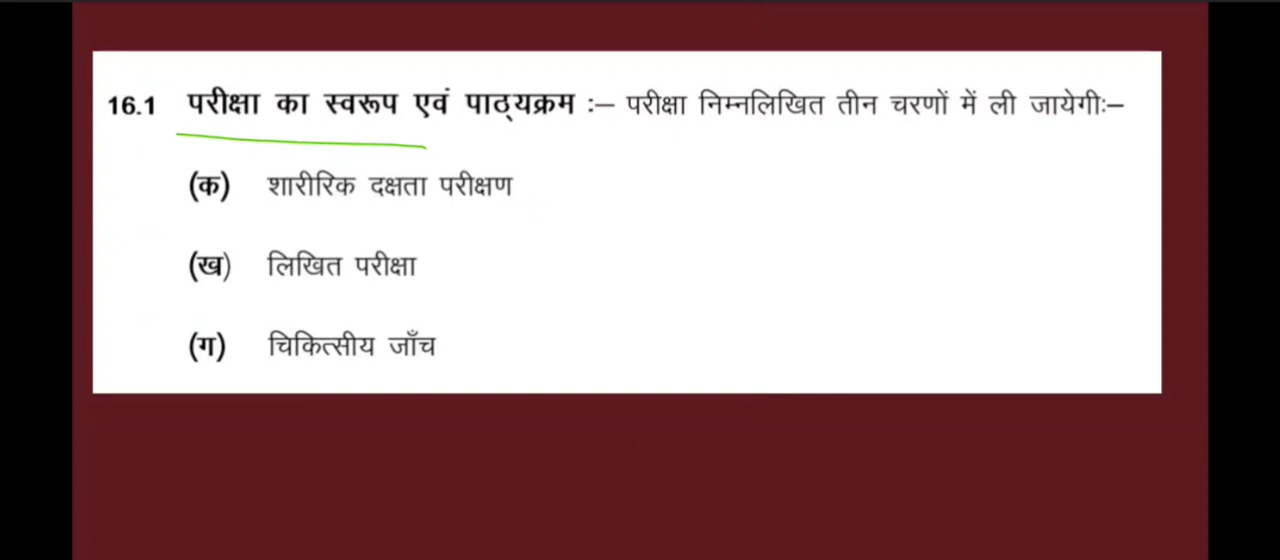 16.1 परीक्षा का स्वरूप एवं पाठ्यक्रम :– परीक्षा निम्नलिखित तीन चरणों में ली जायेगीः–
(क) शारीरिक दक्षता परीक्षण
(ख) लिखित परीक्षा
(ग) चिकित्सीय जाँच